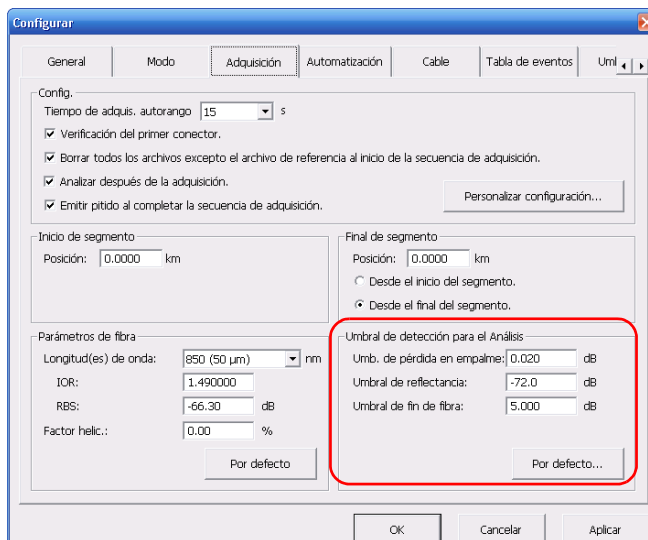 Configurar
General Modo Adquisición Automatización Cable Tabla de eventos Uml
Config.
Tiempo de adquis. autorango 15 s
Verificación del primer conector.
Borrar todos los archivos excepto el archivo de referencia al inicio de la secuencia de adquisición.
Analizar después de la adquisición.
Emitir pitido al completar la secuencia de adquisición.
Personalizar configuración...
Inicio de segmento
Posición: 0.0000 km
Final de segmento
Posición: 0.0000 km
Desde el inicio del segmento.
Desde el final del segmento.
Parámetros de fibra
Longitud(es) de onda: 850 (50 µm) nm
IOR: 1.490000
RBS: -66.30 dB
Factor helic.: 0.00 %
Por defecto
Umbral de detección para el Análisis
Umb. de pérdida en empalme: 0.020 dB
Umbral de reflectancia: -72.0 dB
Umbral de fin de fibra: 5.000 dB
Por defecto...
OK Cancelar Aplicar